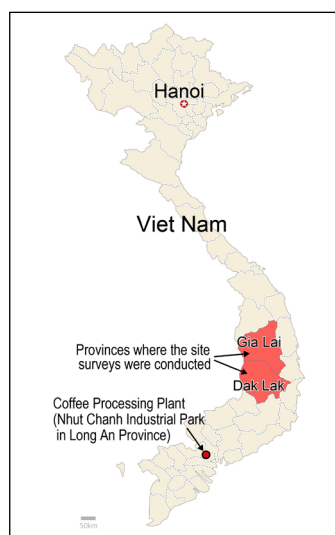 Hanoi
Viet Nam
Gia Lai
Provinces where the site
surveys were conducted
Dak Lak
Coffee Processing Plant
(Nhut Chanh Industrial Park
in Long An Province)
50km